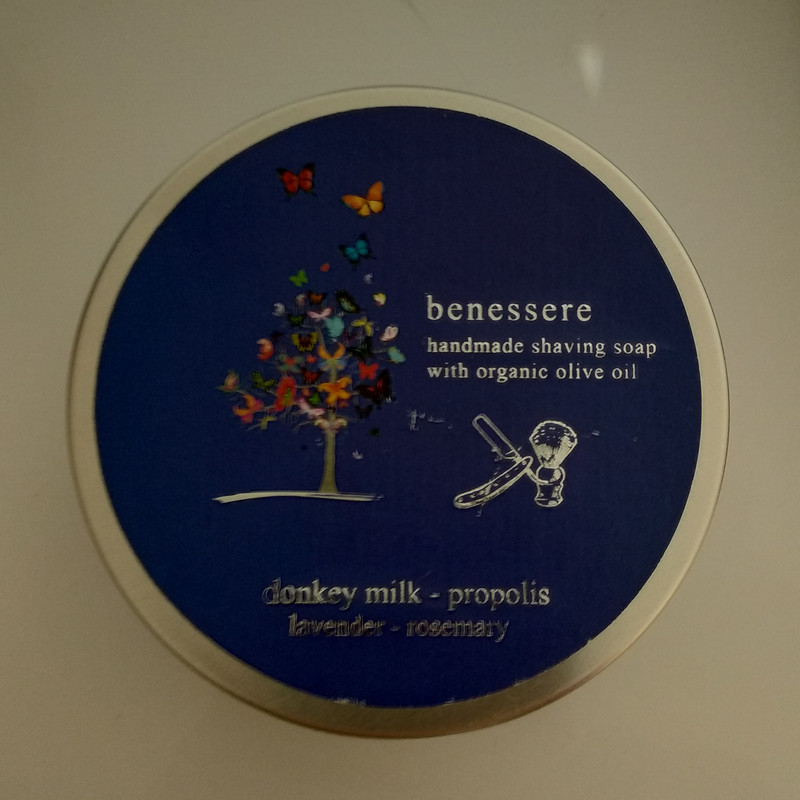 benessere
handmade shaving soap
with organic olive oil
donkey milk - propolis
lavender - rosemary